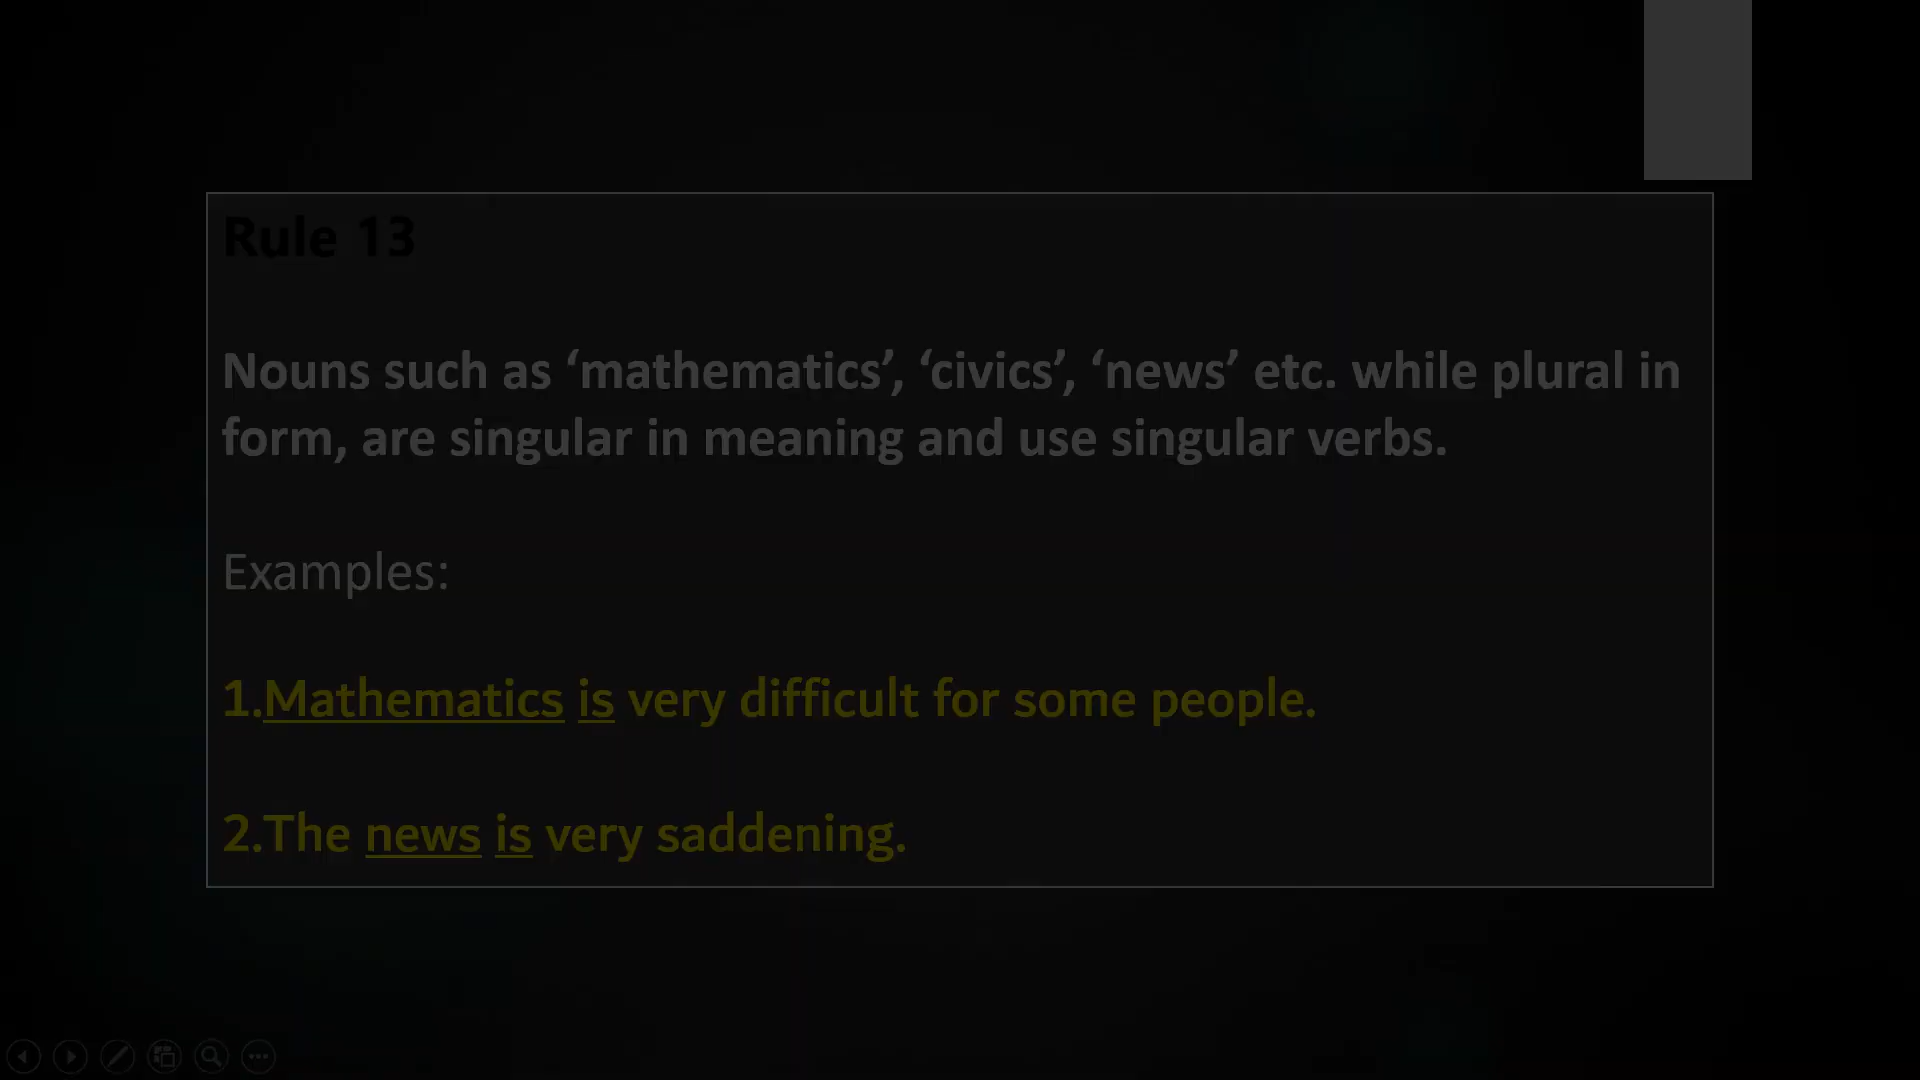 Rule 13
Nouns such as ‘mathematics’, ‘civics’, ‘news’ etc. while plural in
form, are singular in meaning and use singular verbs.
Examples:
1.Mathematics is very difficult for some people.
2.The news is very saddening.